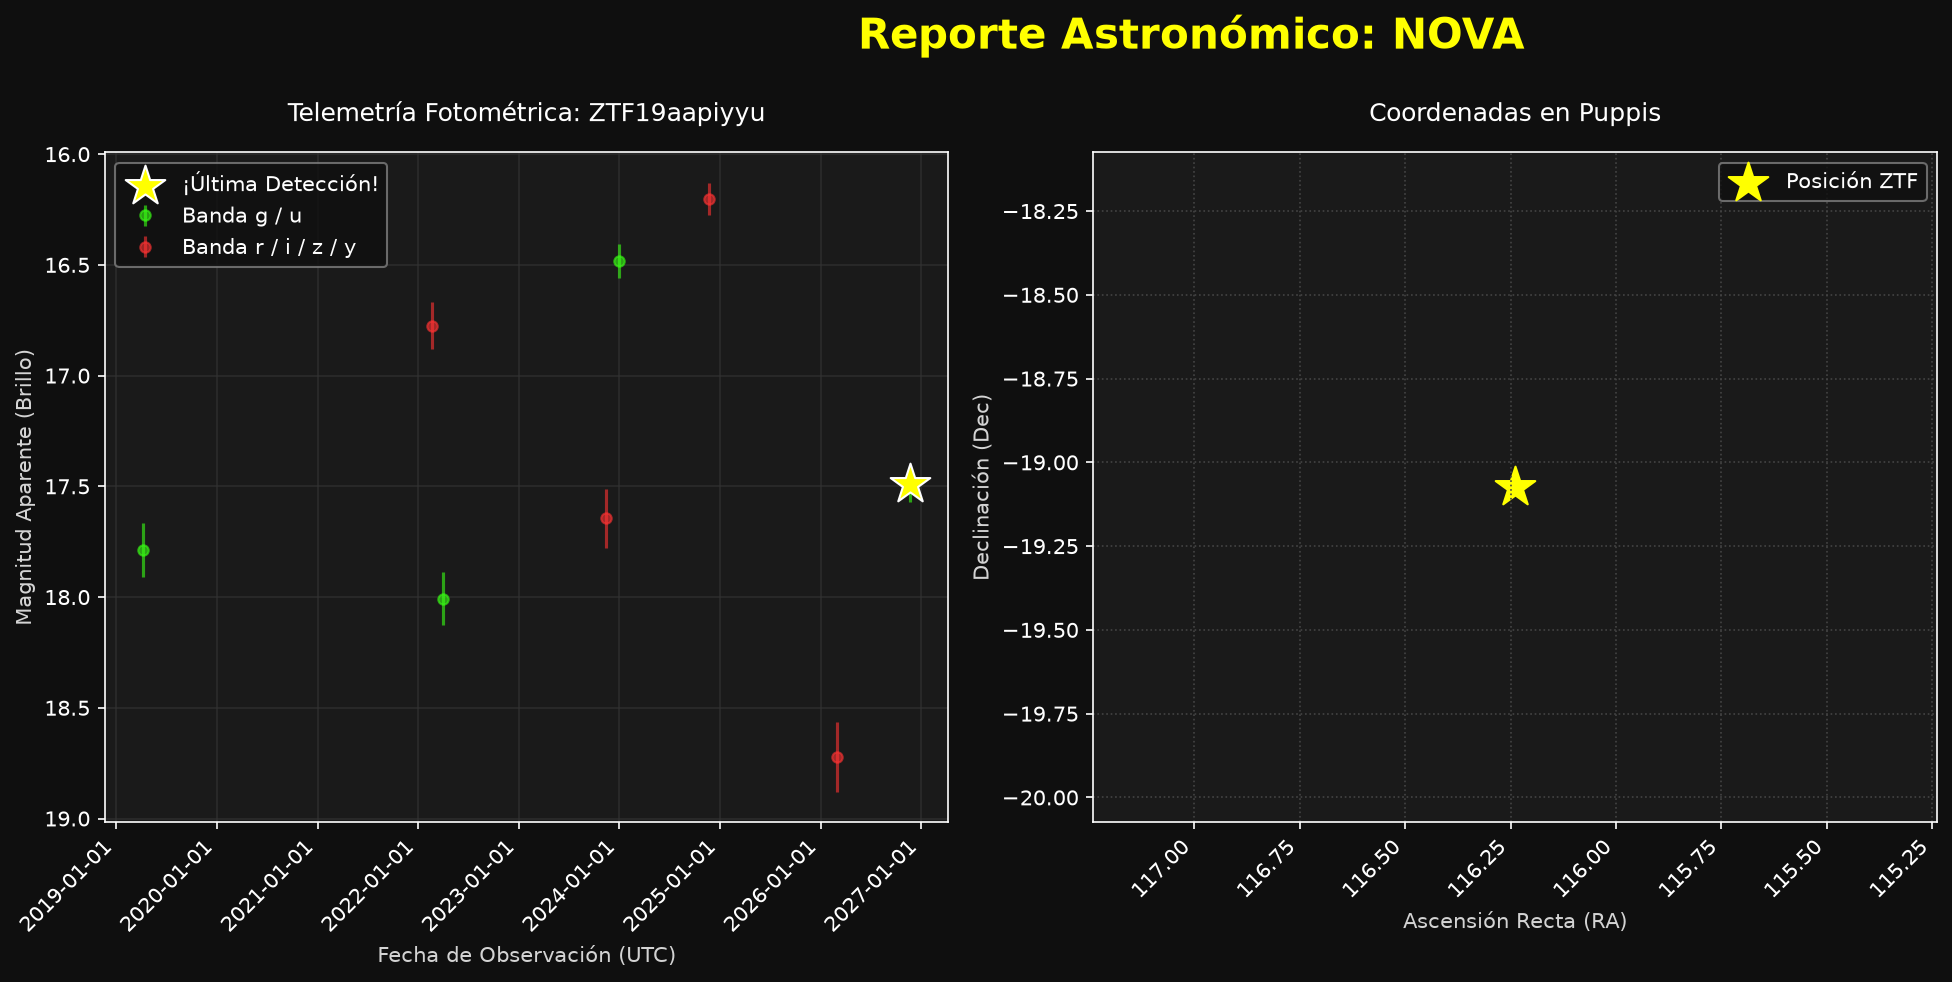 Reporte Astronómico: NOVA
Telemetría Fotométrica: ZTF19aapiyyu
¡Última Detección!
Banda g / u
Banda r / i / z / y
Magnitud Aparente (Brillo)
16.0
16.5
17.0
17.5
18.0
18.5
19.0
2019-01-01
2020-01-01
2021-01-01
2022-01-01
2023-01-01
2024-01-01
2025-01-01
2026-01-01
2027-01-01
Fecha de Observación (UTC)
Coordenadas en Puppis
Posición ZTF
Declinación (Dec)
−18.25
−18.50
−18.75
−19.00
−19.25
−19.50
−19.75
−20.00
117.00
116.75
116.50
116.25
116.00
115.75
115.50
115.25
Ascensión Recta (RA)